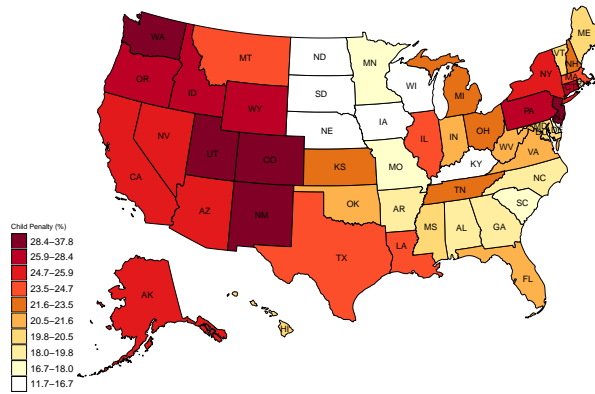 WA
ME
MT
ND
VT
MN
NH
OR
NY
MA
ID
SD
WI
CT
WY
MI
PA
IA
NE
NV
OH
IL
IN
UT
CO
WV
KS
VA
MO
KY
CA
NC
TN
OK
AZ
NM
AR
SC
MS
AL
GA
LA
TX
FL
AK
HI
Child Penalty (%)
28.4–37.8
25.9–28.4
24.7–25.9
23.5–24.7
21.6–23.5
20.5–21.6
19.8–20.5
18.0–19.8
16.7–18.0
11.7–16.7